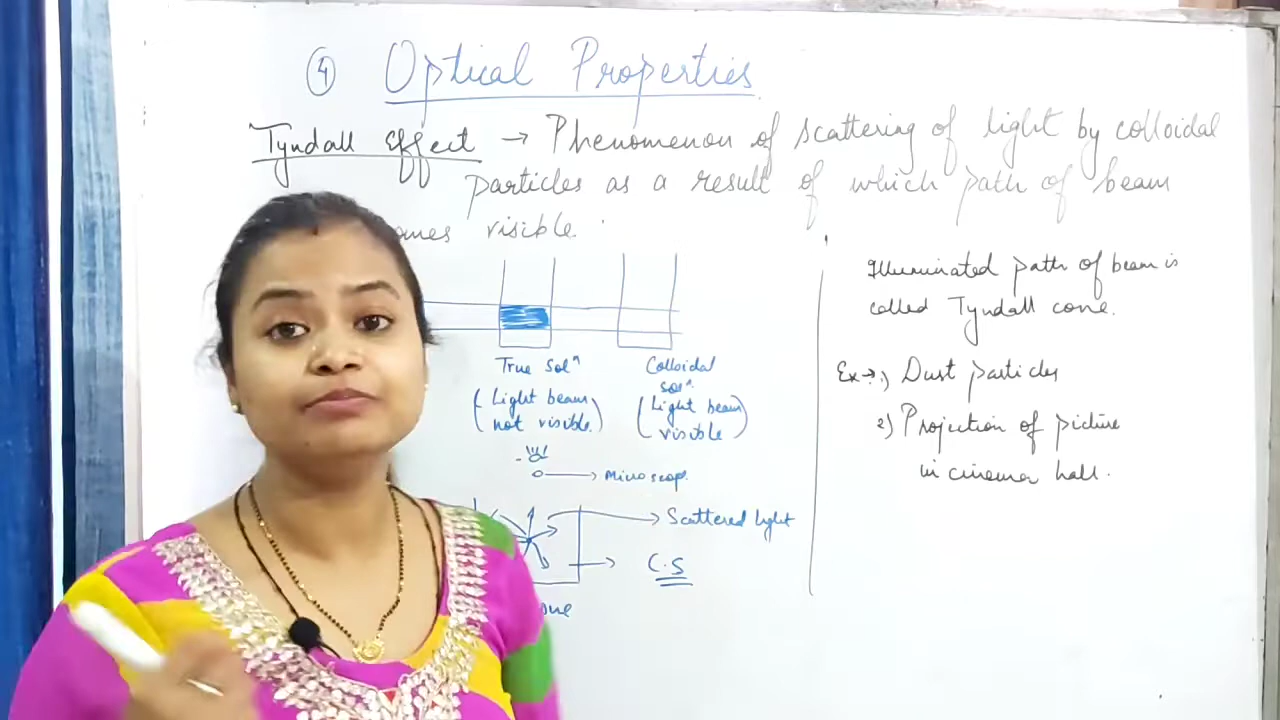 ④ Optical Properties
Tyndall Effect → Phenomenon of scattering of light by colloidal
particles as a result of which path of beam
visible.
True Solⁿ
(Light beam
not visible)
Colloidal
Solⁿ.
(Light beam
visible)
→ Microscop.
→ Scattered light
→ C.S
Illuminated path of beam is
called Tyndall cone.
Ex→ 1) Dust particles
2) Projection of picture
in cinema hall.